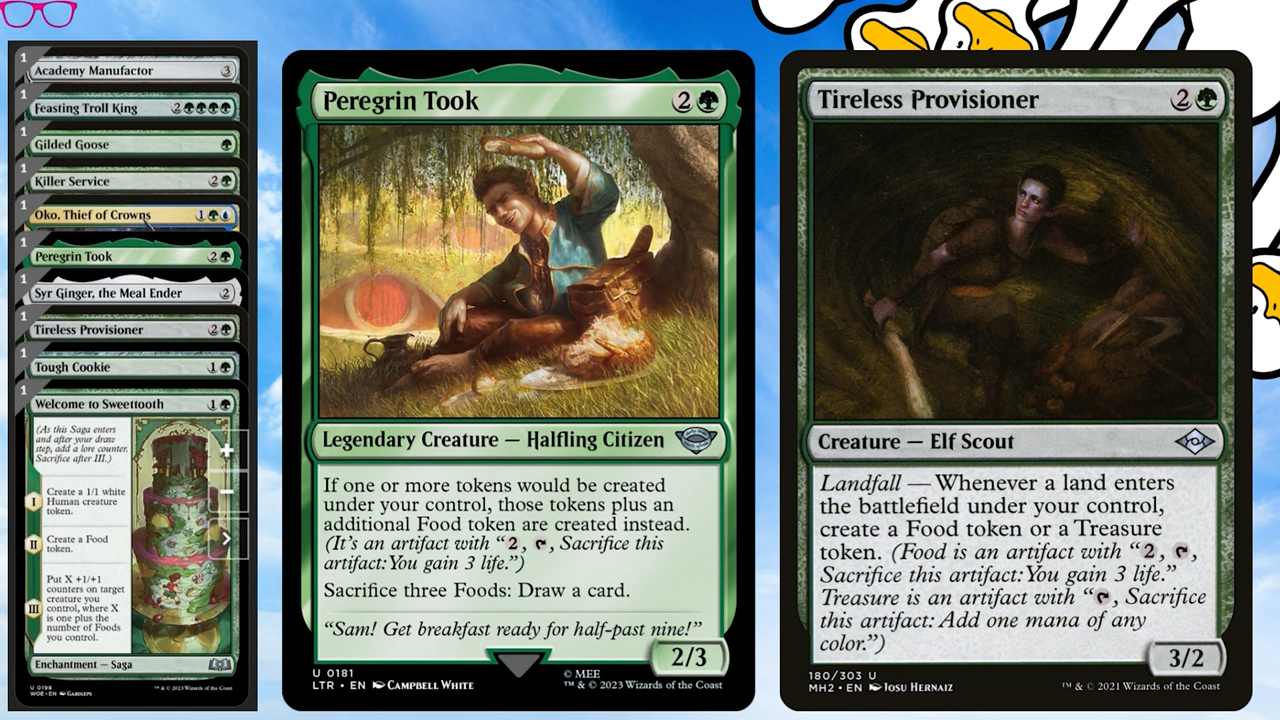 1
Academy Manufactor 3
1
Feasting Troll King 2
1
Gilded Goose
1
Killer Service 2
1
Oko, Thief of Crowns 1
1
Peregrin Took 2
1
Syr Ginger, the Meal Ender 2
1
Tireless Provisioner 2
1
Tough Cookie 1
1
Welcome to Sweettooth 1
(As this Saga enters
and after your draw
step, add a lore counter.
Sacrifice after III.)
I
Create a 1/1 white
Human creature
token.
II
Create a Food
token.
III
Put X +1/+1
counters on target
creature you
control, where X
is one plus the
number of Foods
you control.
Enchantment — Saga
U 0198
WOE • EN Gaboleps
™ & © 2023 Wizards of the Coast
Peregrin Took 2
Legendary Creature — Halfling Citizen
If one or more tokens would be created
under your control, those tokens plus an
additional Food token are created instead.
(It's an artifact with “2, , Sacrifice this
artifact: You gain 3 life.”)
Sacrifice three Foods: Draw a card.
“Sam! Get breakfast ready for half-past nine!”
2/3
U 0181
LTR • EN Campbell White
© MEE
™ & © 2023 Wizards of the Coast
Tireless Provisioner 2
Creature — Elf Scout
Landfall — Whenever a land enters
the battlefield under your control,
create a Food token or a Treasure
token. (Food is an artifact with “2, ,
Sacrifice this artifact: You gain 3 life.”
Treasure is an artifact with “, Sacrifice
this artifact: Add one mana of any
color.”)
3/2
180/303 U
MH2 • EN Josu Hernaiz
™ & © 2021 Wizards of the Coast